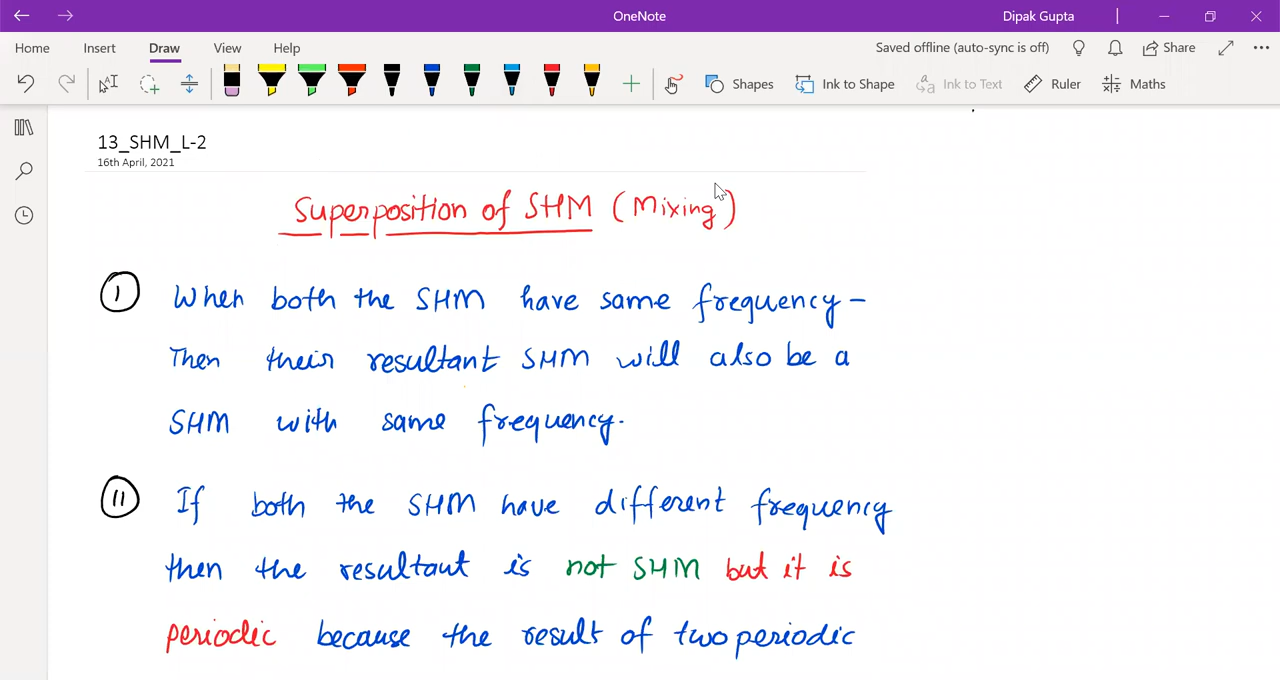 OneNote
Dipak Gupta
Home Insert Draw View Help
Saved offline (auto-sync is off)
Share
Shapes
Ink to Shape
Ink to Text
Ruler
Maths
13_SHM_L-2
16th April, 2021
Superposition of SHM (Mixing)
I When both the SHM have same frequency –
Then their resultant SHM will also be a
SHM with same frequency.
II If both the SHM have different frequency
then the resultant is not SHM but it is
periodic because the result of two periodic